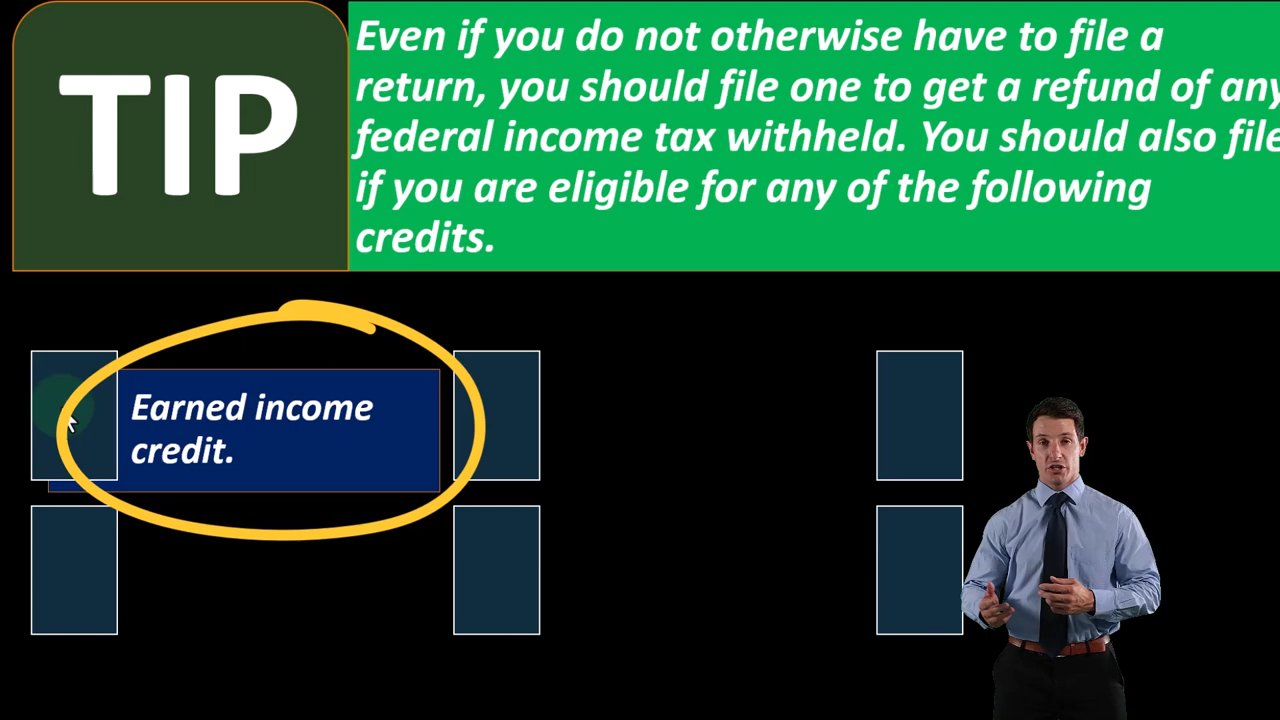 TIP
Even if you do not otherwise have to file a
return, you should file one to get a refund of any
federal income tax withheld. You should also file
if you are eligible for any of the following
credits.
Earned income
credit.